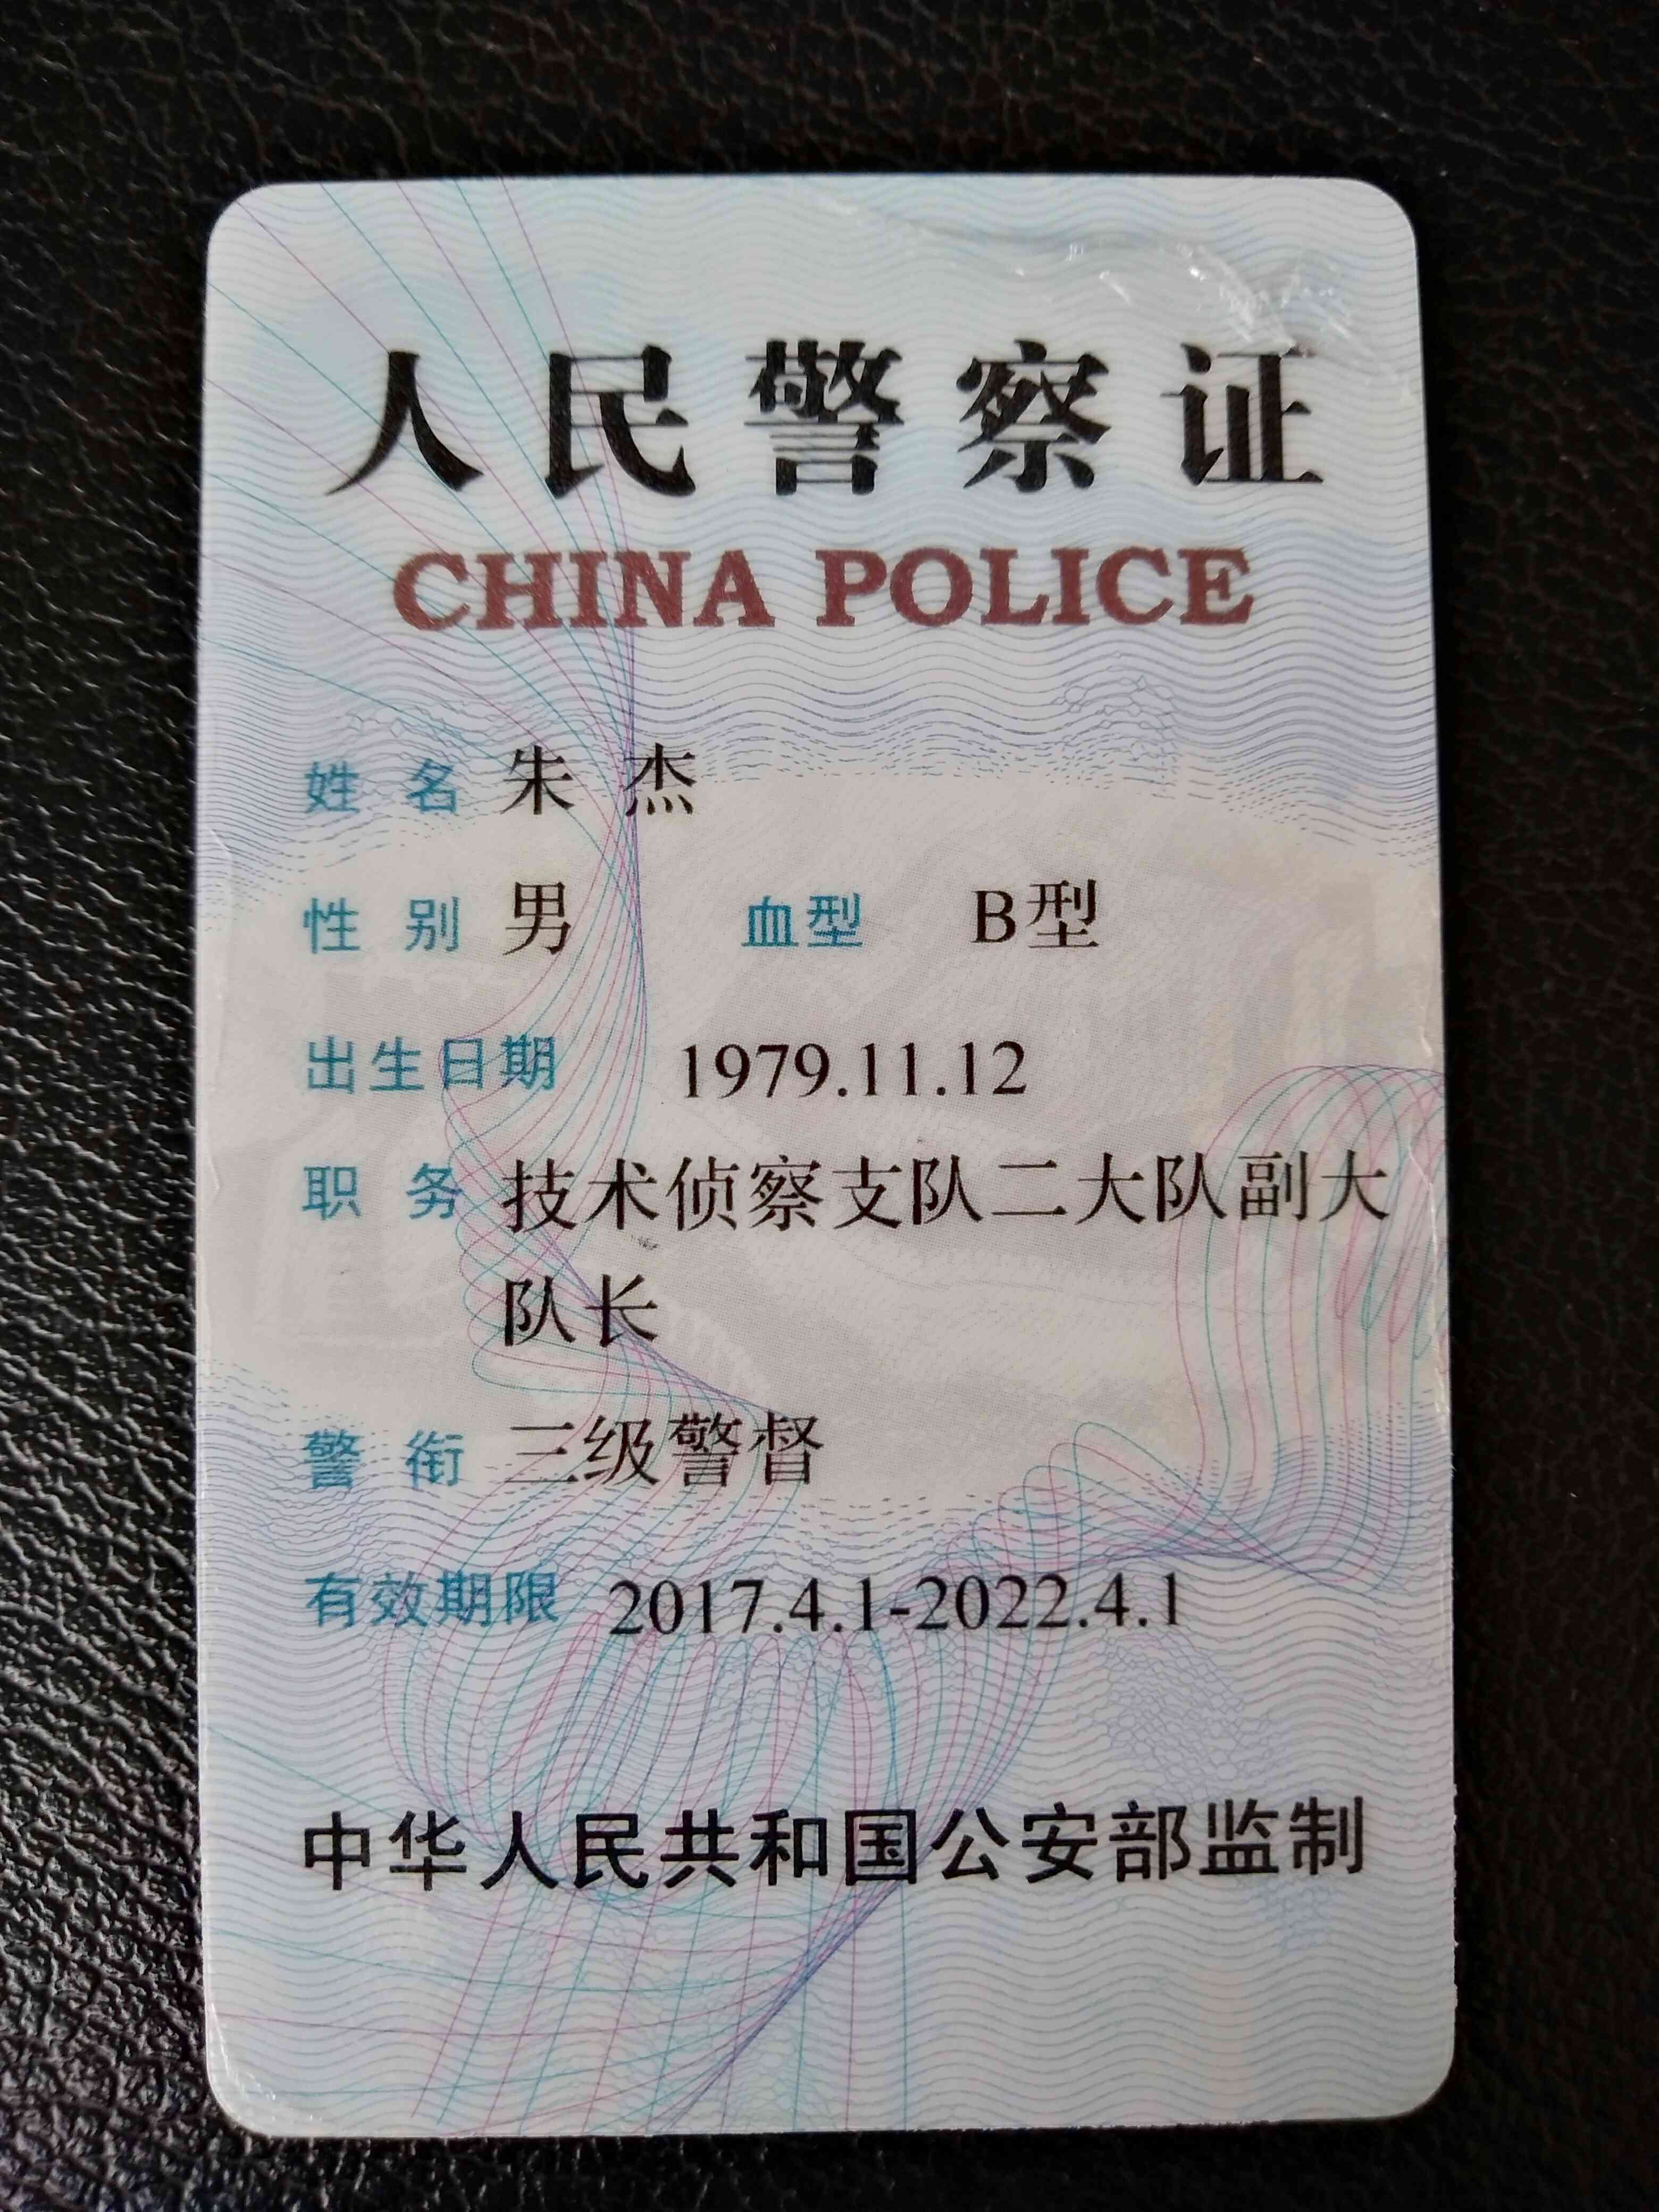 人民警察证
CHINA POLICE
姓 名 朱 杰
性 别 男 血型 B型
出生日期 1979.11.12
职 务 技术侦察支队二大队副大
队长
警 衔 三级警督
有效期限 2017.4.1-2022.4.1
中华人民共和国公安部监制